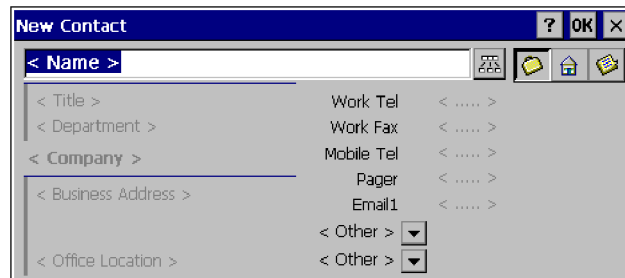 New Contact ? OK ×
< Name >
< Title >
< Department >
< Company >
< Business Address >
< Office Location >
Work Tel < ..... >
Work Fax < ..... >
Mobile Tel < ..... >
Pager < ..... >
Email1 < ..... >
< Other >
< Other >